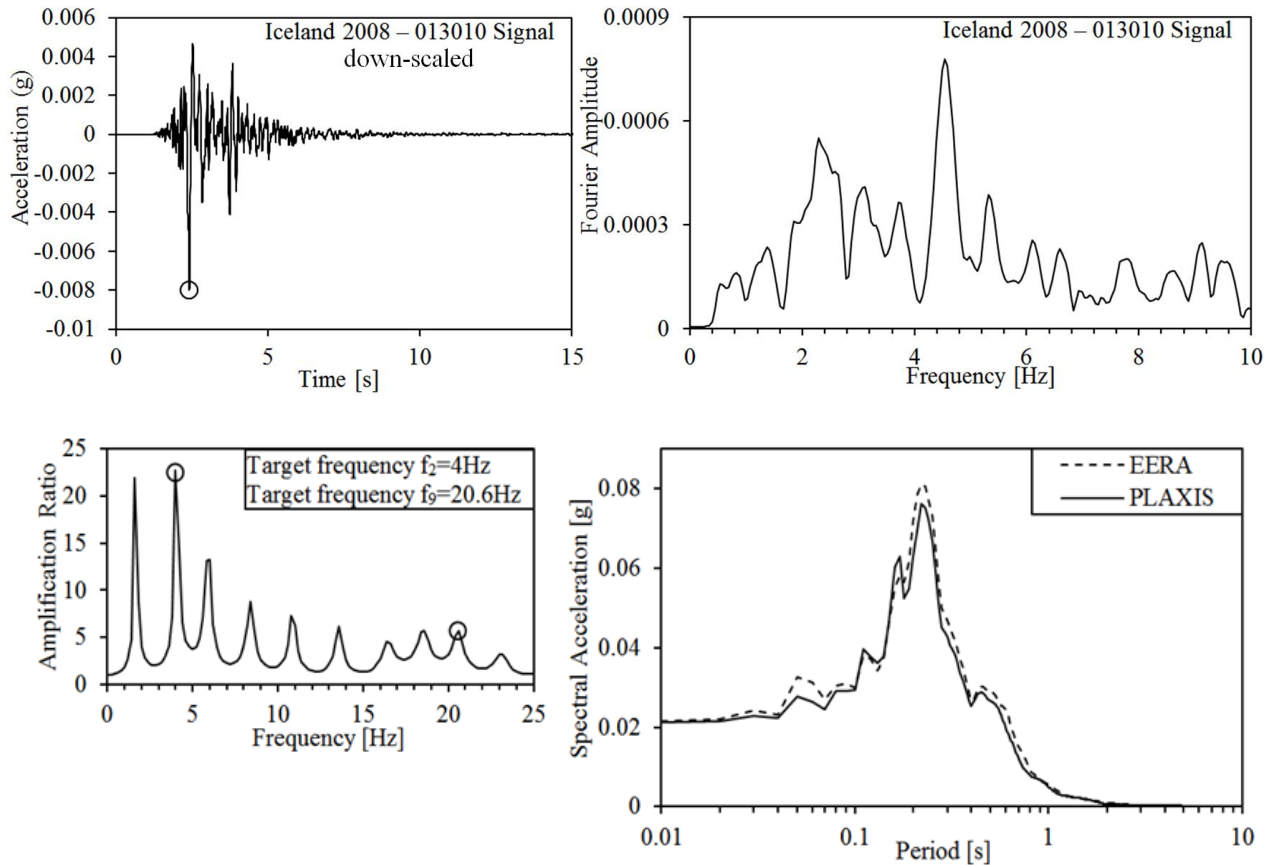 Iceland 2008 – 013010 Signal
down-scaled
Acceleration (g)
0.006
0.004
0.002
0
-0.002
-0.004
-0.006
-0.008
-0.01
0 5 10 15
Time [s]
Iceland 2008 – 013010 Signal
Fourier Amplitude
0.0009
-0.0006
0.0003
0
0 2 4 6 8 10
Frequency [Hz]
Target frequency f₂=4Hz
Target frequency f₉=20.6Hz
Amplification Ratio
25
20
15
10
5
0
0 5 10 15 20 25
Frequency [Hz]
EERA
PLAXIS
Spectral Acceleration [g]
0.08
0.06
0.04
0.02
0
0.01 0.1 1 10
Period [s]